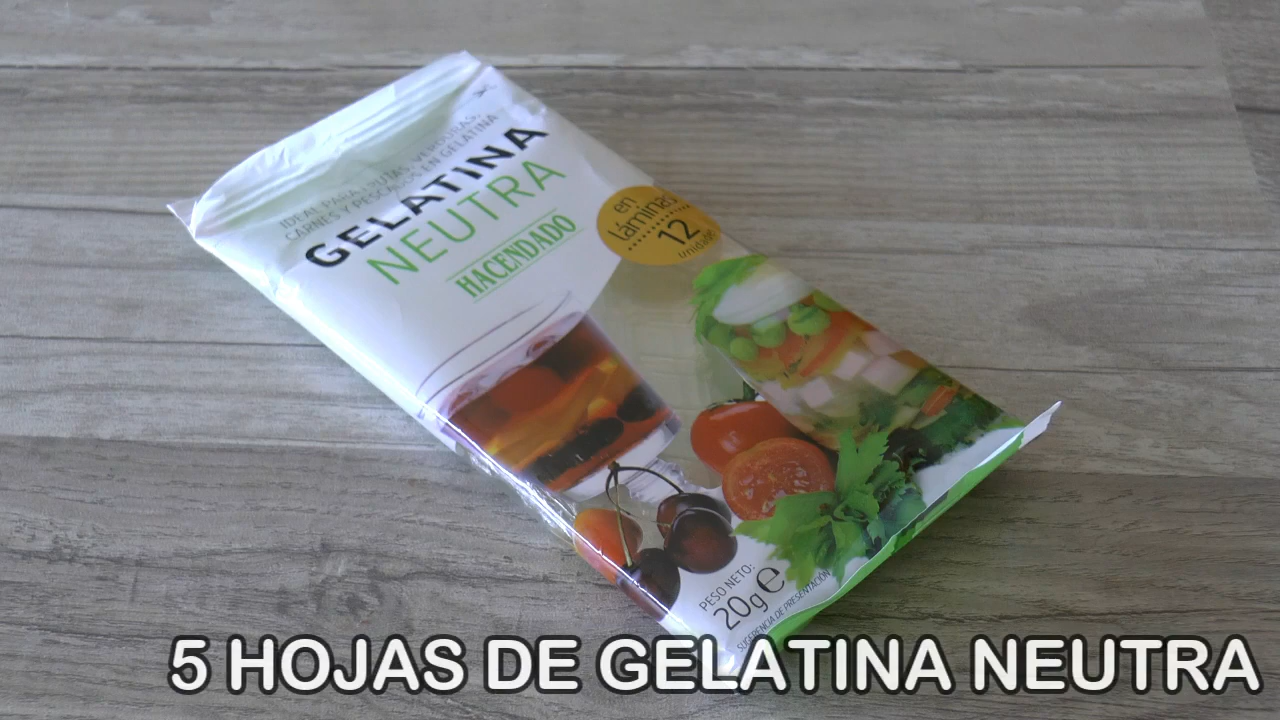 IDEAL PARA FRUTAS, VERDURAS,
CARNES Y PESCADOS EN GELATINA
GELATINA
NEUTRA
HACENDADO
en
láminas
12
unidades
PESO NETO:
20g e
SUGERENCIA DE PRESENTACIÓN
5 HOJAS DE GELATINA NEUTRA